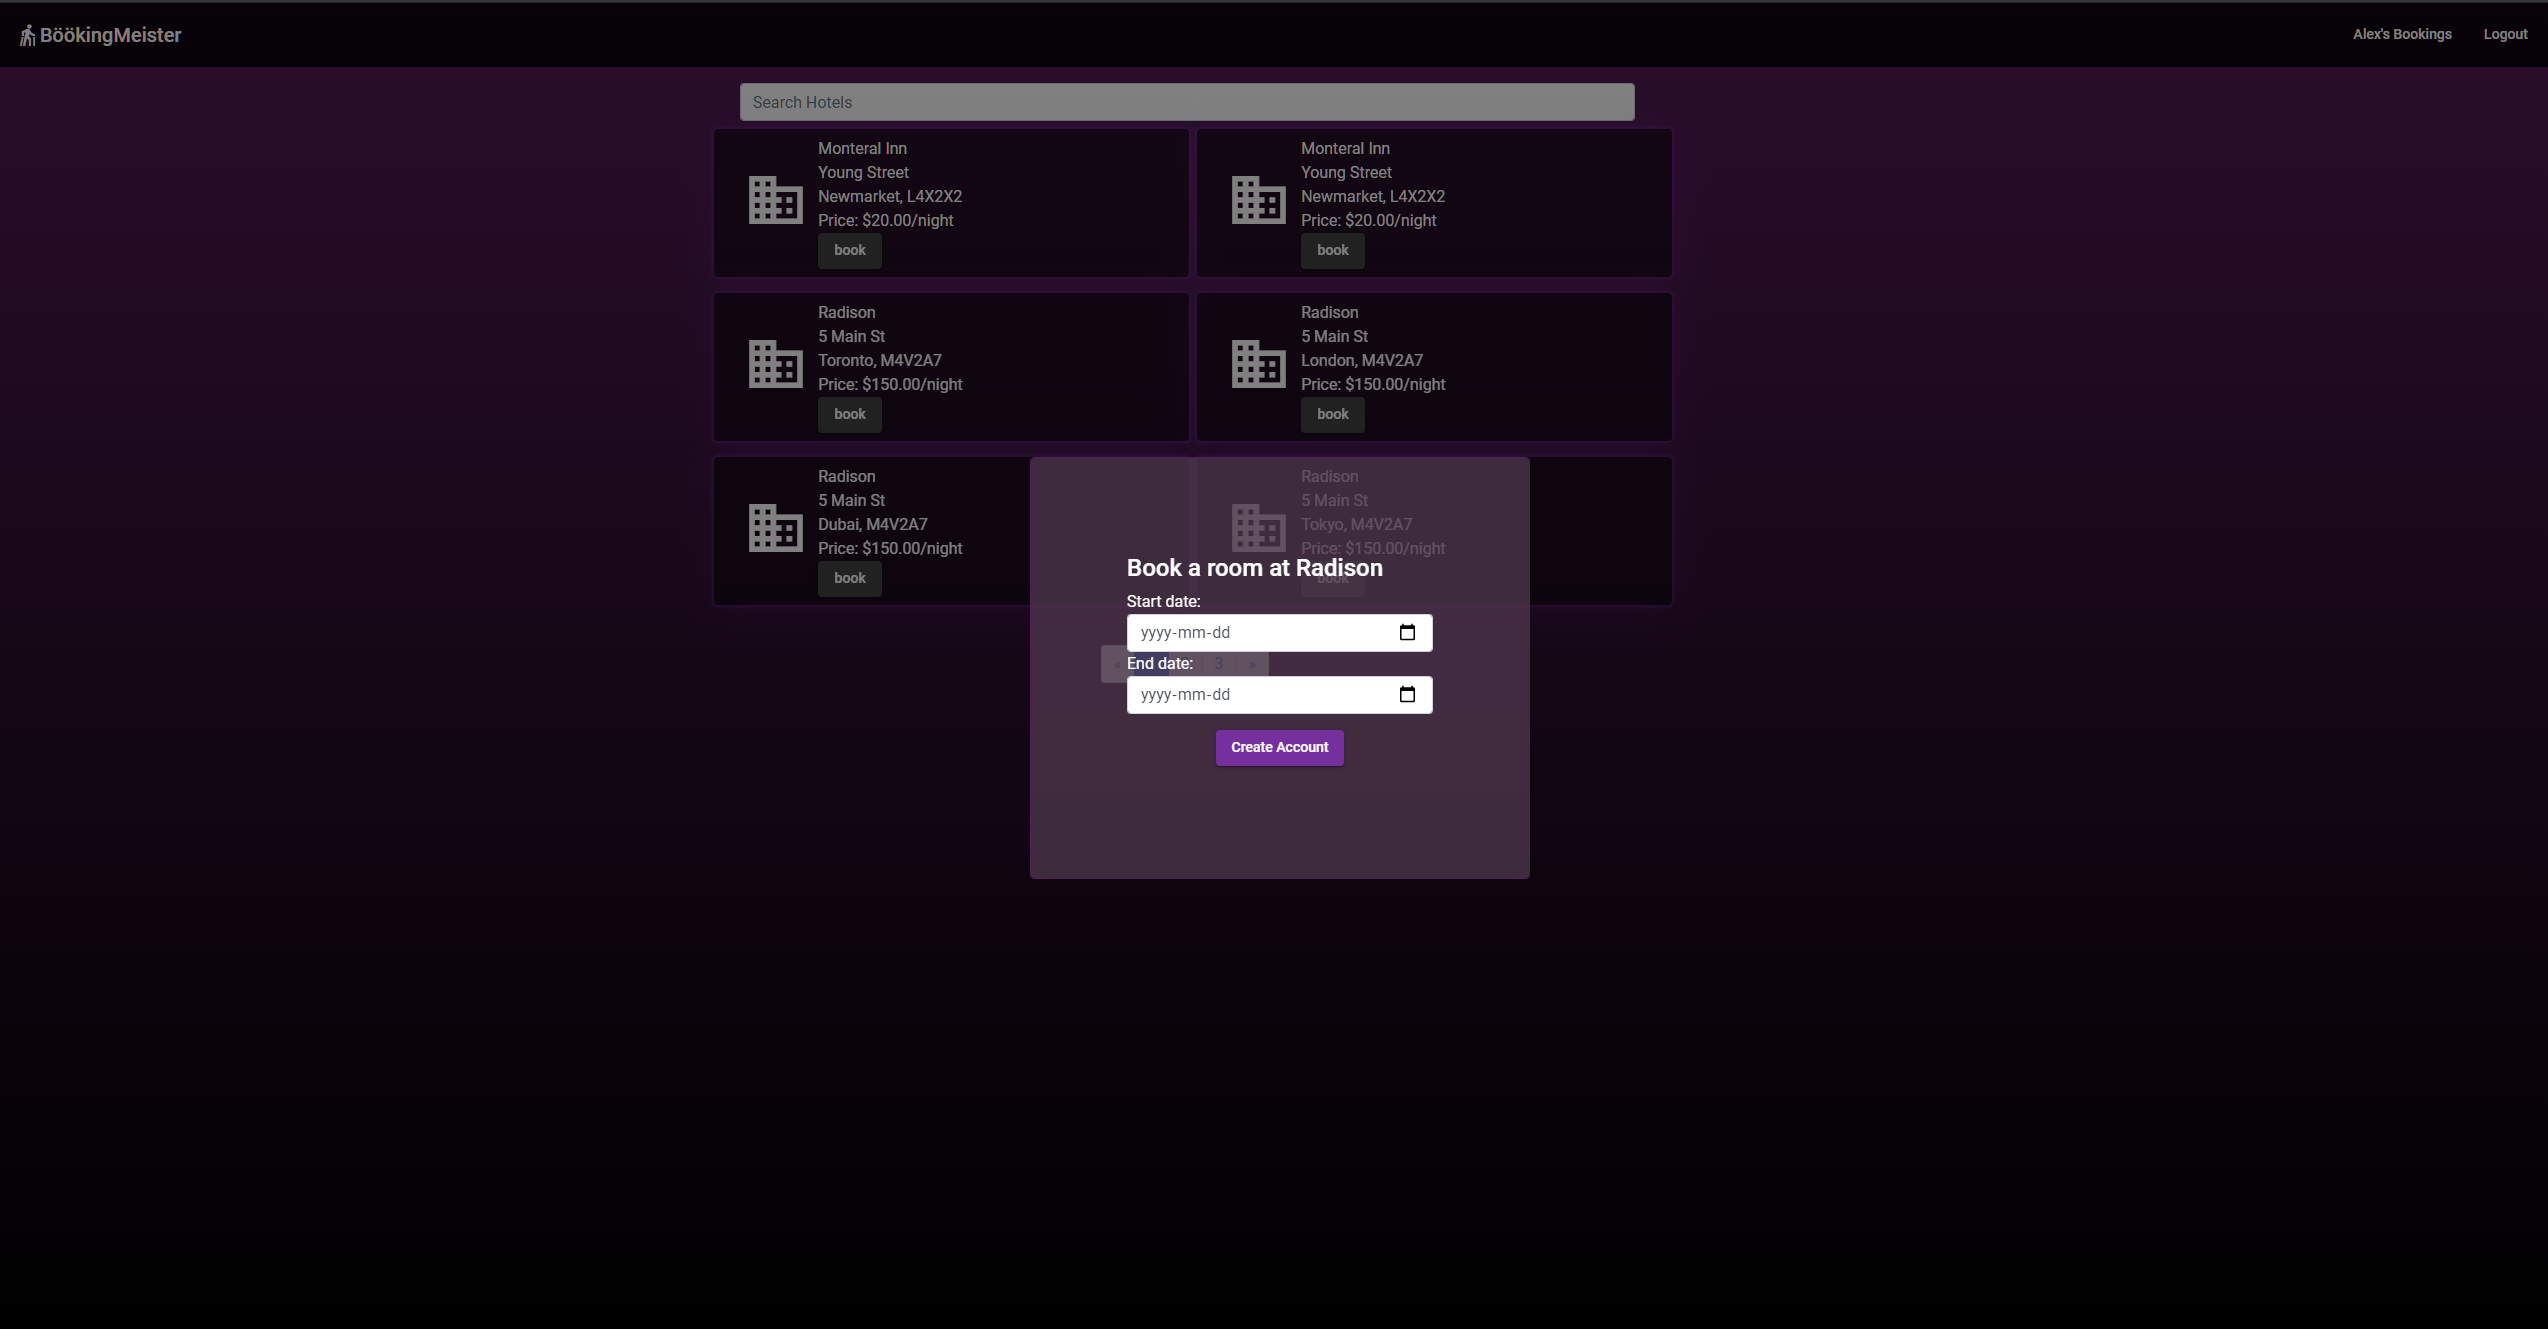 BöökingMeister
Alex's Bookings
Logout
Search Hotels
Monteral Inn
Young Street
Newmarket, L4X2X2
Price: $20.00/night
book
Monteral Inn
Young Street
Newmarket, L4X2X2
Price: $20.00/night
book
Radison
5 Main St
Toronto, M4V2A7
Price: $150.00/night
book
Radison
5 Main St
London, M4V2A7
Price: $150.00/night
book
Radison
5 Main St
Dubai, M4V2A7
Price: $150.00/night
book
Radison
5 Main St
Tokyo, M4V2A7
Price: $150.00/night
book
Book a room at Radison
Start date:
yyyy-mm-dd
« 3 »
End date:
yyyy-mm-dd
Create Account